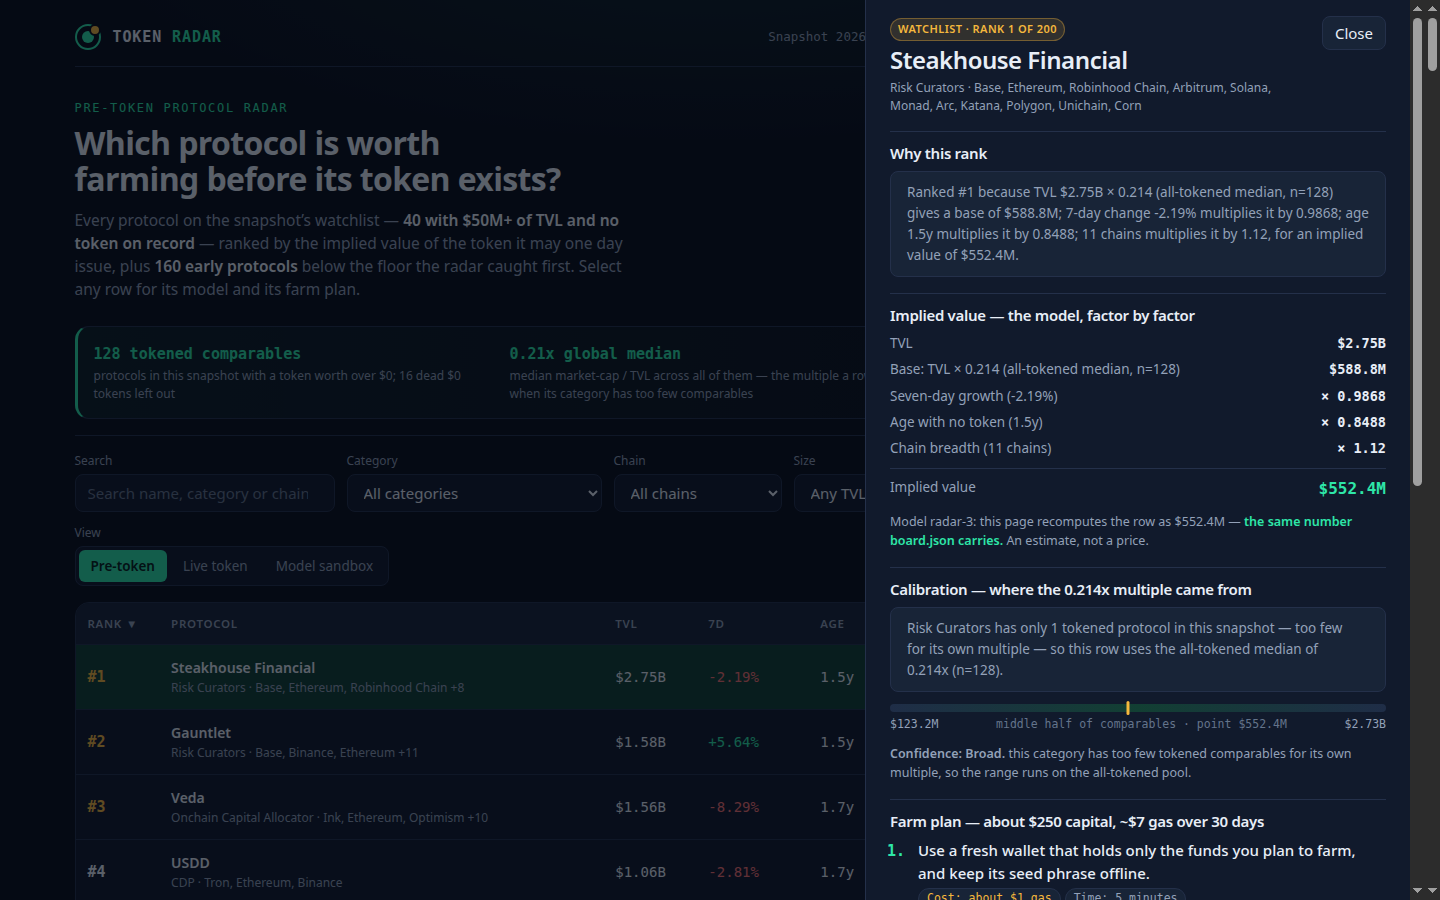 TOKEN RADAR
Snapshot 2026
PRE-TOKEN PROTOCOL RADAR
Which protocol is worth
farming before its token exists?
Every protocol on the snapshot's watchlist — 40 with $50M+ of TVL and no
token on record — ranked by the implied value of the token it may one day
issue, plus 160 early protocols below the floor the radar caught first. Select
any row for its model and its farm plan.
128 tokened comparables
protocols in this snapshot with a token worth over $0; 16 dead $0
tokens left out
0.21x global median
median market-cap / TVL across all of them — the multiple a
when its category has too few comparables
Search
Category
Chain
Size
Search name, category or chain
All categories
All chains
Any TVL
View
Pre-token
Live token
Model sandbox
RANK ▼
PROTOCOL
TVL
7D
AGE
#1
Steakhouse Financial
Risk Curators · Base, Ethereum, Robinhood Chain +8
$2.75B
-2.19%
1.5y
#2
Gauntlet
Risk Curators · Base, Binance, Ethereum +11
$1.58B
+5.64%
1.5y
#3
Veda
Onchain Capital Allocator · Ink, Ethereum, Optimism +10
$1.56B
-8.29%
1.7y
#4
USDD
CDP · Tron, Ethereum, Binance
$1.06B
-2.81%
1.7y
WATCHLIST · RANK 1 OF 200
Close
Steakhouse Financial
Risk Curators · Base, Ethereum, Robinhood Chain, Arbitrum, Solana,
Monad, Arc, Katana, Polygon, Unichain, Corn
Why this rank
Ranked #1 because TVL $2.75B × 0.214 (all-tokened median, n=128)
gives a base of $588.8M; 7-day change -2.19% multiplies it by 0.9868; age
1.5y multiplies it by 0.8488; 11 chains multiplies it by 1.12, for an implied
value of $552.4M.
Implied value — the model, factor by factor
TVL
$2.75B
Base: TVL × 0.214 (all-tokened median, n=128)
$588.8M
Seven-day growth (-2.19%)
× 0.9868
Age with no token (1.5y)
× 0.8488
Chain breadth (11 chains)
× 1.12
Implied value
$552.4M
Model radar-3: this page recomputes the row as $552.4M — the same number
board.json carries. An estimate, not a price.
Calibration — where the 0.214x multiple came from
Risk Curators has only 1 tokened protocol in this snapshot — too few
for its own multiple — so this row uses the all-tokened median of
0.214x (n=128).
$123.2M
middle half of comparables · point $552.4M
$2.73B
Confidence: Broad. this category has too few tokened comparables for its own
multiple, so the range runs on the all-tokened pool.
Farm plan — about $250 capital, ~$7 gas over 30 days
1. Use a fresh wallet that holds only the funds you plan to farm,
and keep its seed phrase offline.
Cost: about $1 gas
Time: 5 minutes